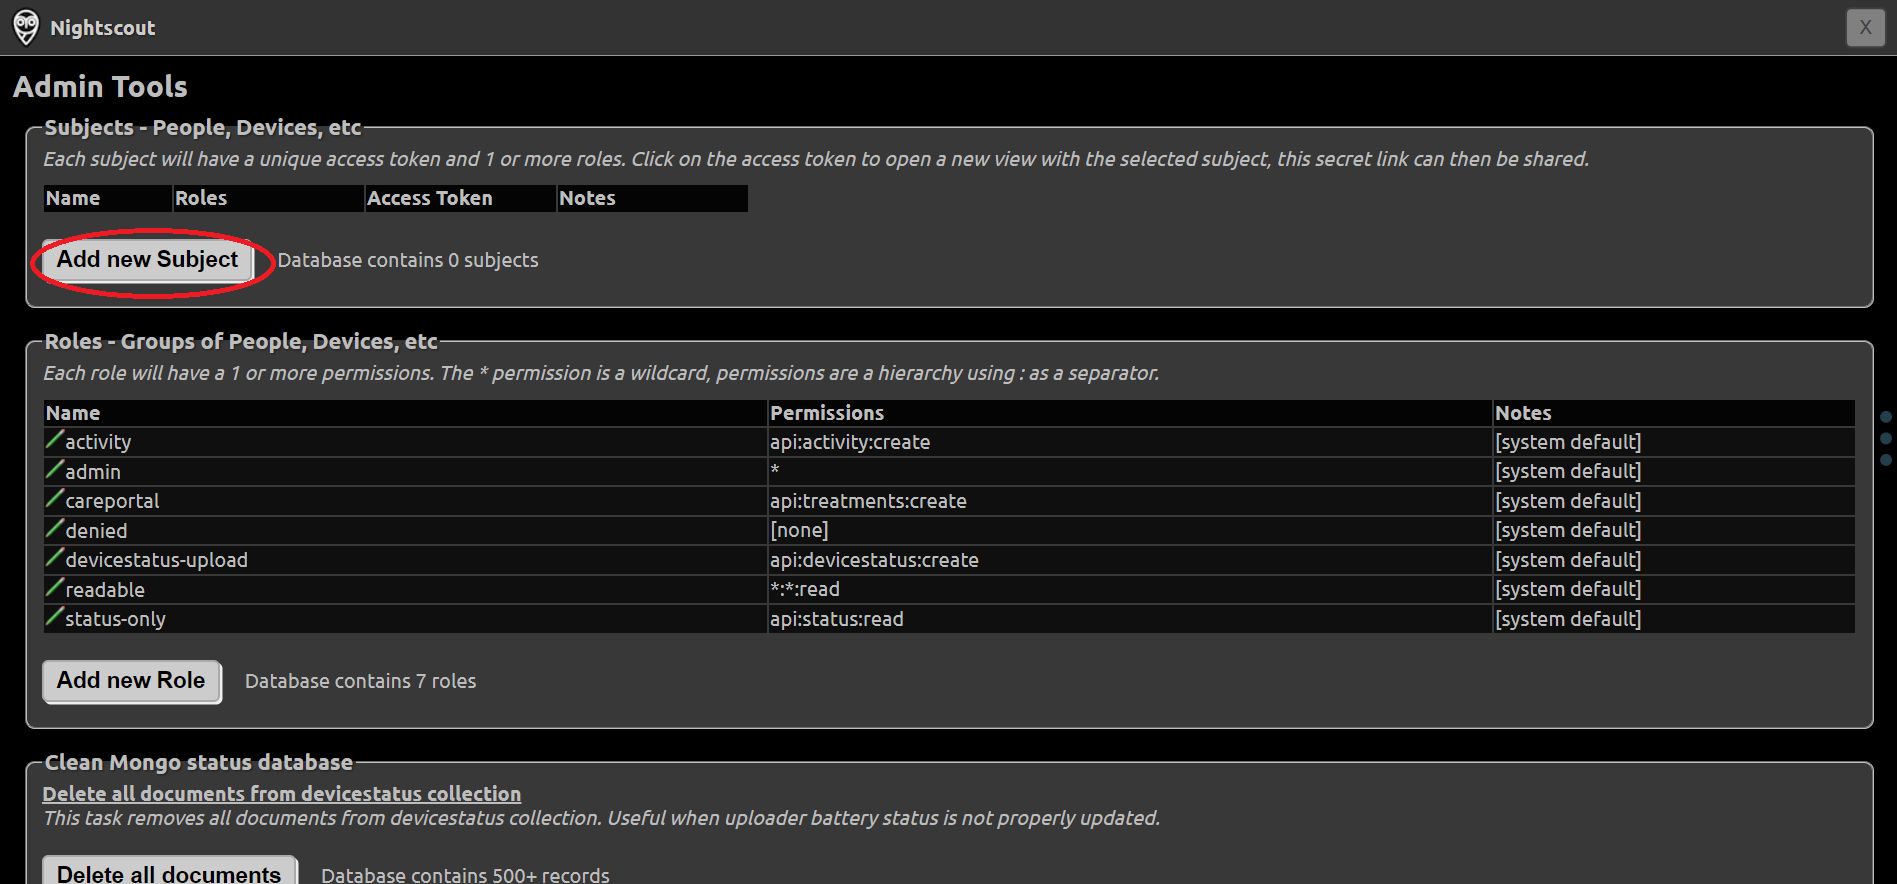 Nightscout
X
Admin Tools
Subjects - People, Devices, etc
Each subject will have a unique access token and 1 or more roles. Click on the access token to open a new view with the selected subject, this secret link can then be shared.
Name Roles Access Token Notes
Add new Subject Database contains 0 subjects
Roles - Groups of People, Devices, etc
Each role will have a 1 or more permissions. The * permission is a wildcard, permissions are a hierarchy using : as a separator.
Name Permissions Notes
activity api:activity:create [system default]
admin * [system default]
careportal api:treatments:create [system default]
denied [none] [system default]
devicestatus-upload api:devicestatus:create [system default]
readable *:*:read [system default]
status-only api:status:read [system default]
Add new Role Database contains 7 roles
Clean Mongo status database
Delete all documents from devicestatus collection
This task removes all documents from devicestatus collection. Useful when uploader battery status is not properly updated.
Delete all documents Database contains 500+ records